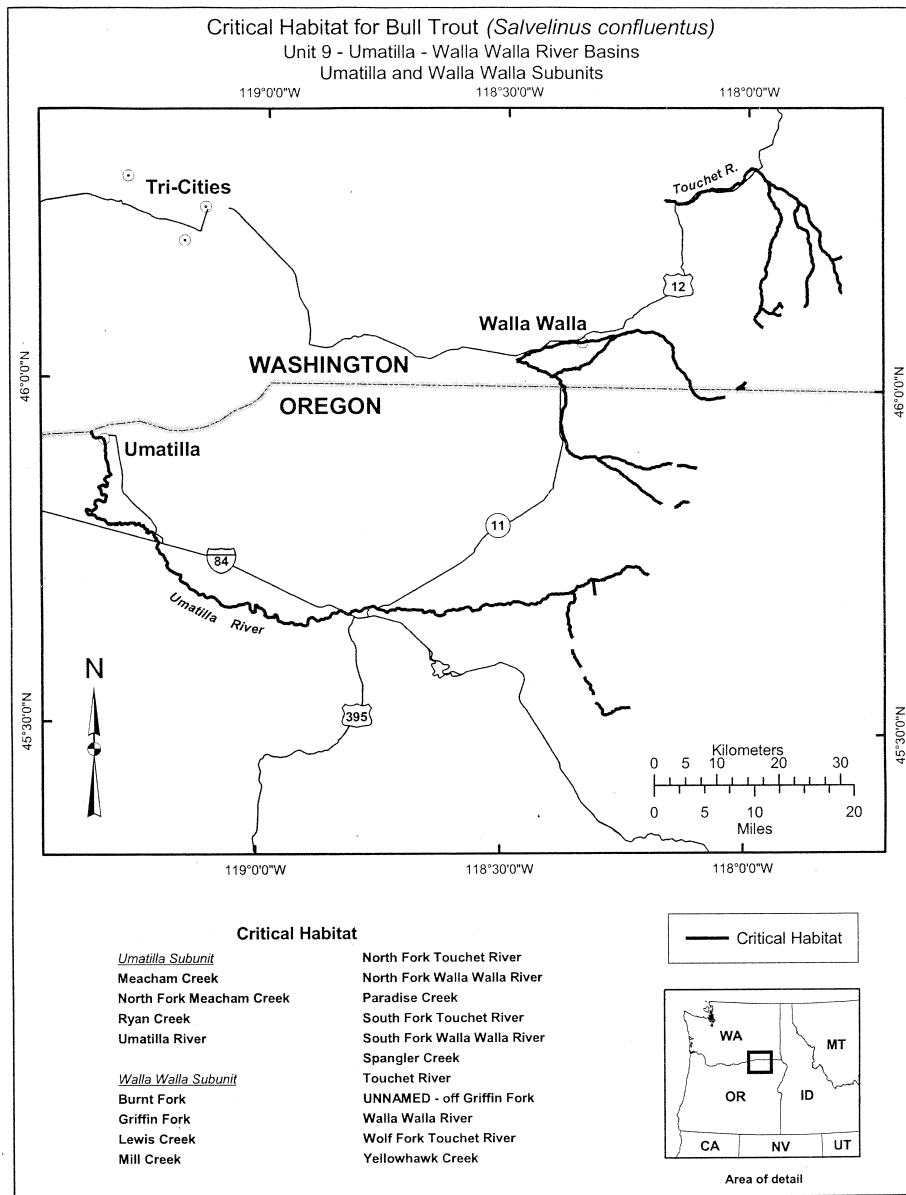 Critical Habitat for Bull Trout (Salvelinus confluentus)
Unit 9 - Umatilla - Walla Walla River Basins
Umatilla and Walla Walla Subunits
119°0'0"W
118°30'0"W
118°0'0"W
Tri-Cities
Touchet R.
12
Walla Walla
46°0'0"N
46°0'0"N
WASHINGTON
OREGON
Umatilla
11
84
Umatilla River
N
395
45°30'0"N
45°30'0"N
Kilometers
0 5 10 20 30
0 5 10 20
Miles
119°0'0"W
118°30'0"W
118°0'0"W
Critical Habitat
Umatilla Subunit
Meacham Creek
North Fork Meacham Creek
Ryan Creek
Umatilla River
Walla Walla Subunit
Burnt Fork
Griffin Fork
Lewis Creek
Mill Creek
North Fork Touchet River
North Fork Walla Walla River
Paradise Creek
South Fork Touchet River
South Fork Walla Walla River
Spangler Creek
Touchet River
UNNAMED - off Griffin Fork
Walla Walla River
Wolf Fork Touchet River
Yellowhawk Creek
Critical Habitat
WA
MT
OR
ID
CA
NV
UT
Area of detail